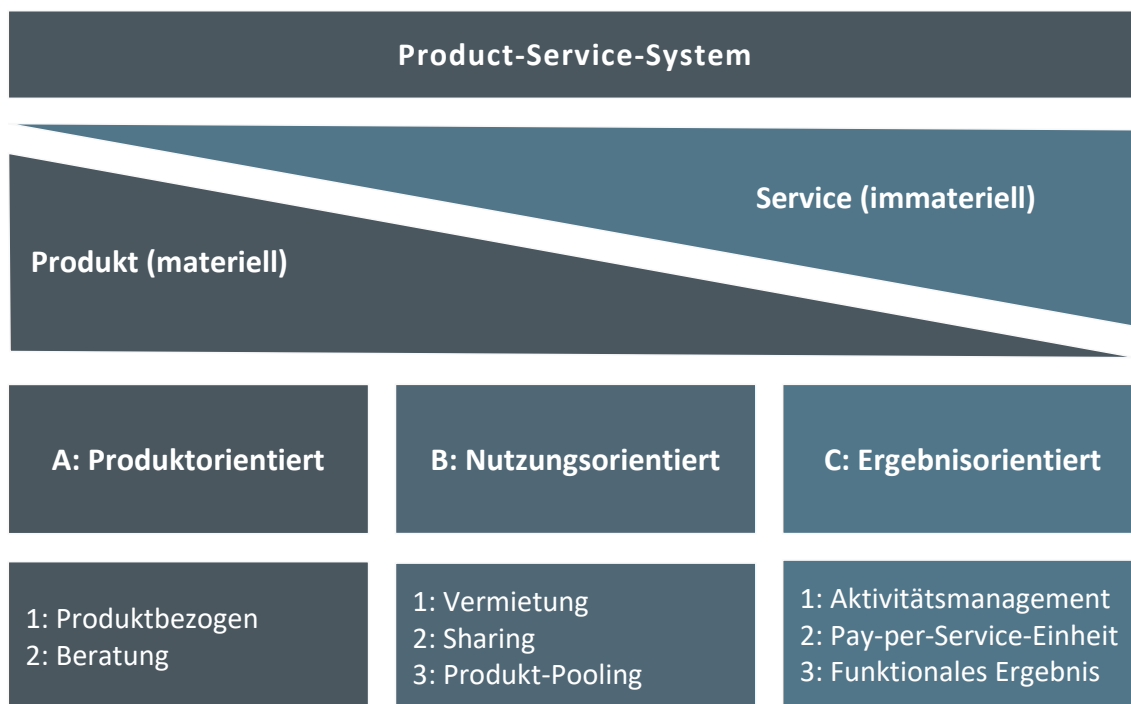 Product-Service-System
Service (immateriell)
Produkt (materiell)
A: Produktorientiert
B: Nutzungsorientiert
C: Ergebnisorientiert
1: Produktbezogen
2: Beratung
1: Vermietung
2: Sharing
3: Produkt-Pooling
1: Aktivitätsmanagement
2: Pay-per-Service-Einheit
3: Funktionales Ergebnis